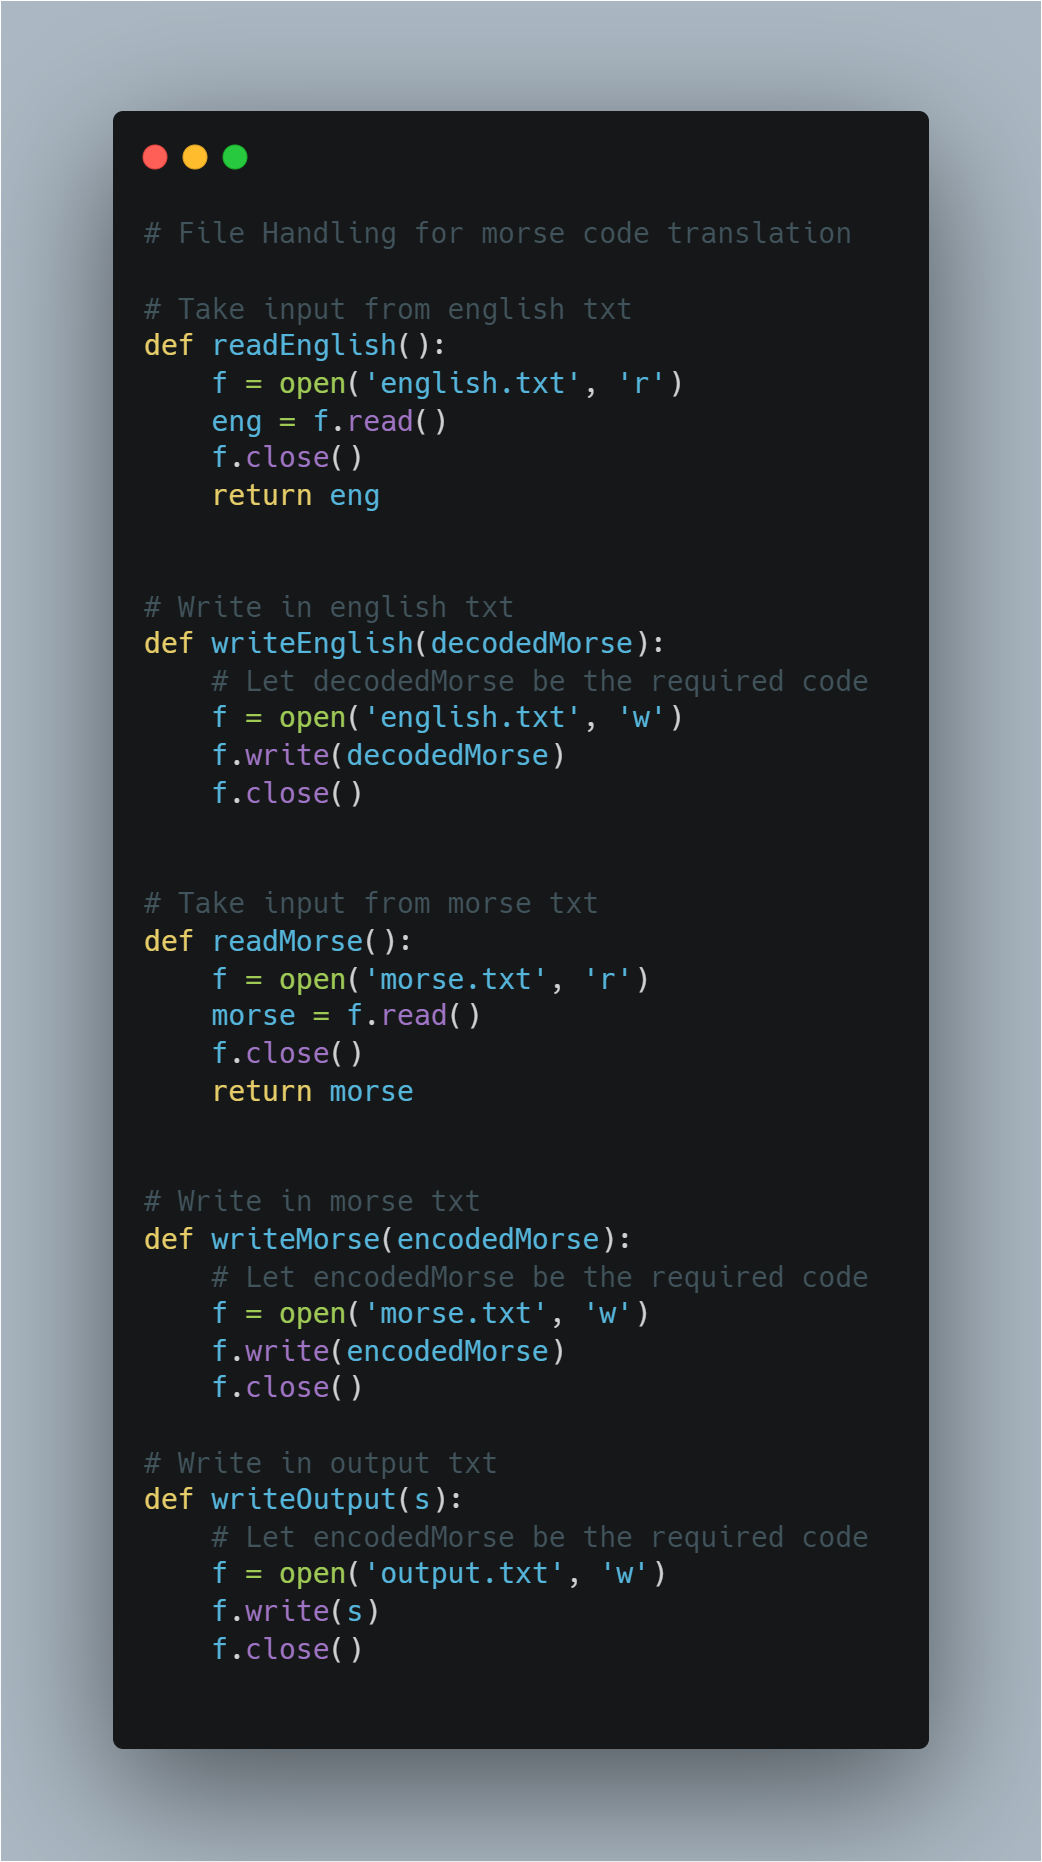 # File Handling for morse code translation
# Take input from english txt
def readEnglish():
    f = open('english.txt', 'r')
    eng = f.read()
    f.close()
    return eng
# Write in english txt
def writeEnglish(decodedMorse):
    # Let decodedMorse be the required code
    f = open('english.txt', 'w')
    f.write(decodedMorse)
    f.close()
# Take input from morse txt
def readMorse():
    f = open('morse.txt', 'r')
    morse = f.read()
    f.close()
    return morse
# Write in morse txt
def writeMorse(encodedMorse):
    # Let encodedMorse be the required code
    f = open('morse.txt', 'w')
    f.write(encodedMorse)
    f.close()
# Write in output txt
def writeOutput(s):
    # Let encodedMorse be the required code
    f = open('output.txt', 'w')
    f.write(s)
    f.close()